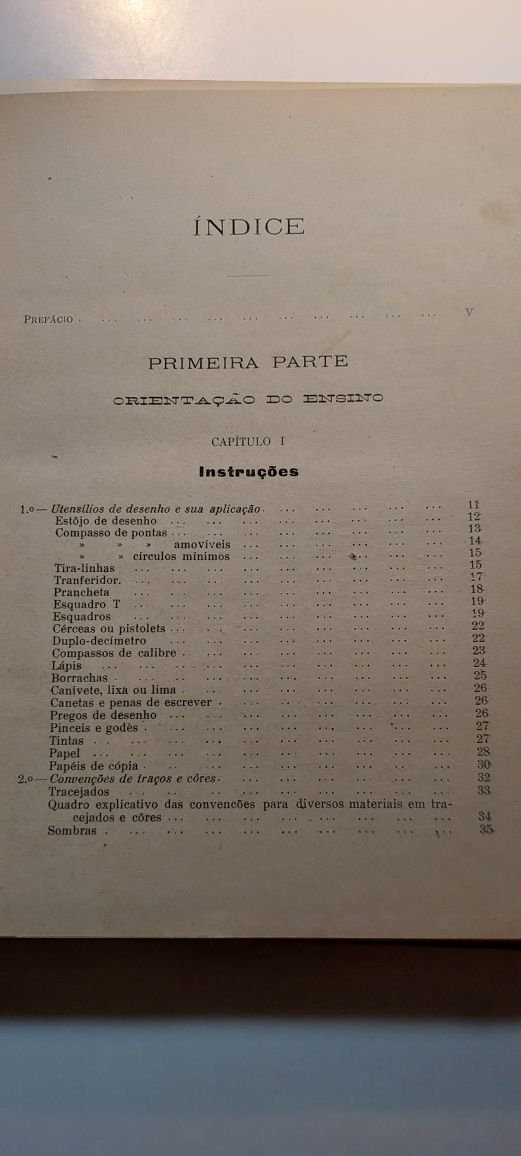 ÍNDICE
PREFÁCIO . ... ... ... ... ... ... ... ... ... ... V
PRIMEIRA PARTE
ORIENTAÇÃO DO ENSINO
CAPÍTULO I
Instruções
1.º — Utensílios de desenho e sua aplicação . ... ... ... ... ... 11
Estôjo de desenho ... ... ... ... ... ... ... ... 12
Compasso de pontas ... ... ... ... ... ... ... ... 13
» » » amovíveis ... ... ... ... ... ... 14
» » círculos mínimos ... ... ... ... ... ... 15
Tira-linhas ... ... ... ... ... ... ... ... ... 15
Tranferidor. ... ... ... ... ... ... ... ... ... 17
Prancheta ... ... ... ... ... ... ... ... ... 18
Esquadro T ... ... ... ... ... ... ... ... ... 19
Esquadros ... ... ... ... ... ... ... ... ... 19
Cérceas ou pistolets ... ... ... ... ... ... ... ... 22
Duplo-decímetro ... ... ... ... ... ... ... ... 22
Compassos de calibre . ... ... ... ... ... ... ... 23
Lápis ... ... ... ... ... ... ... ... ... ... 24
Borrachas . ... ... ... ... ... ... ... ... ... 25
Canivete, lixa ou lima . ... ... ... ... ... ... ... 26
Canetas e penas de escrever . ... ... ... ... ... ... 26
Pregos de desenho ... ... ... ... ... ... ... ... 26
Pinceis e godès . ... ... ... ... ... ... ... ... 27
Tintas ... ... ... ... ... ... ... ... ... ... 27
Papel ... ... ... ... ... ... ... ... ... ... 28
Papéis de cópia . ... ... ... ... ... ... ... ... 30
2.º — Convenções de traços e côres . ... ... ... ... ... ... ... 32
Tracejados ... ... ... ... ... ... ... ... ... 33
Quadro explicativo das convencões para diversos materiais em tra-
cejados e côres ... ... ... ... ... ... ... ... 34
Sombras . ... ... ... ... ... ... ... ... ... ... 35